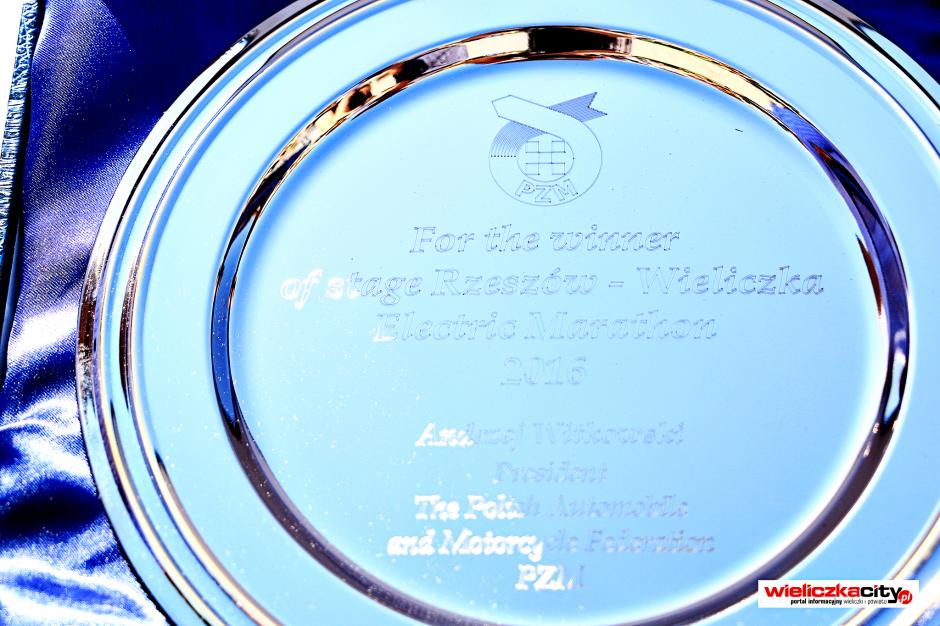 PZM
For the winner
of stage Rzeszów - Wieliczka
Electric Marathon
2016
Andrzej Witkowski
President
The Polish Automobile
and Motorcycle Federation
PZM
wieliczkacity.pl
portal informacyjny wieliczki i powiatu